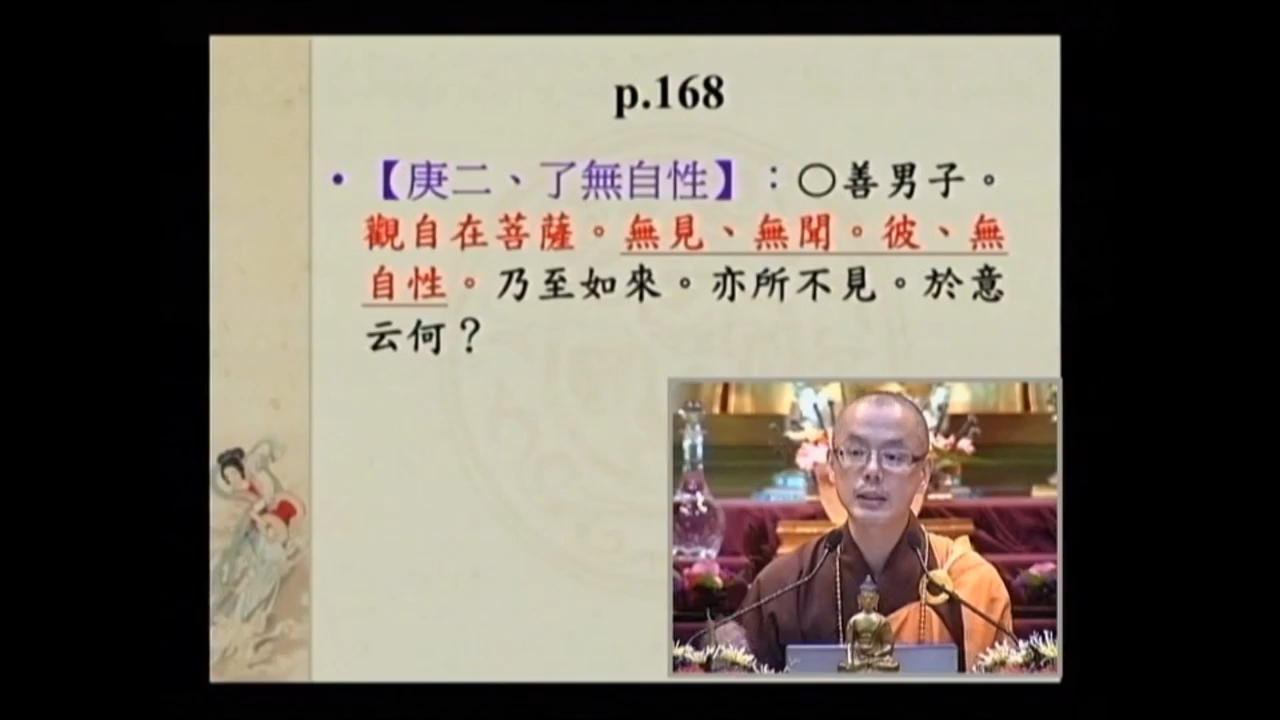 p.168
•【庚二、了無自性】：○善男子。
觀自在菩薩。無見、無聞。彼、無
自性。乃至如來。亦所不見。於意
云何？